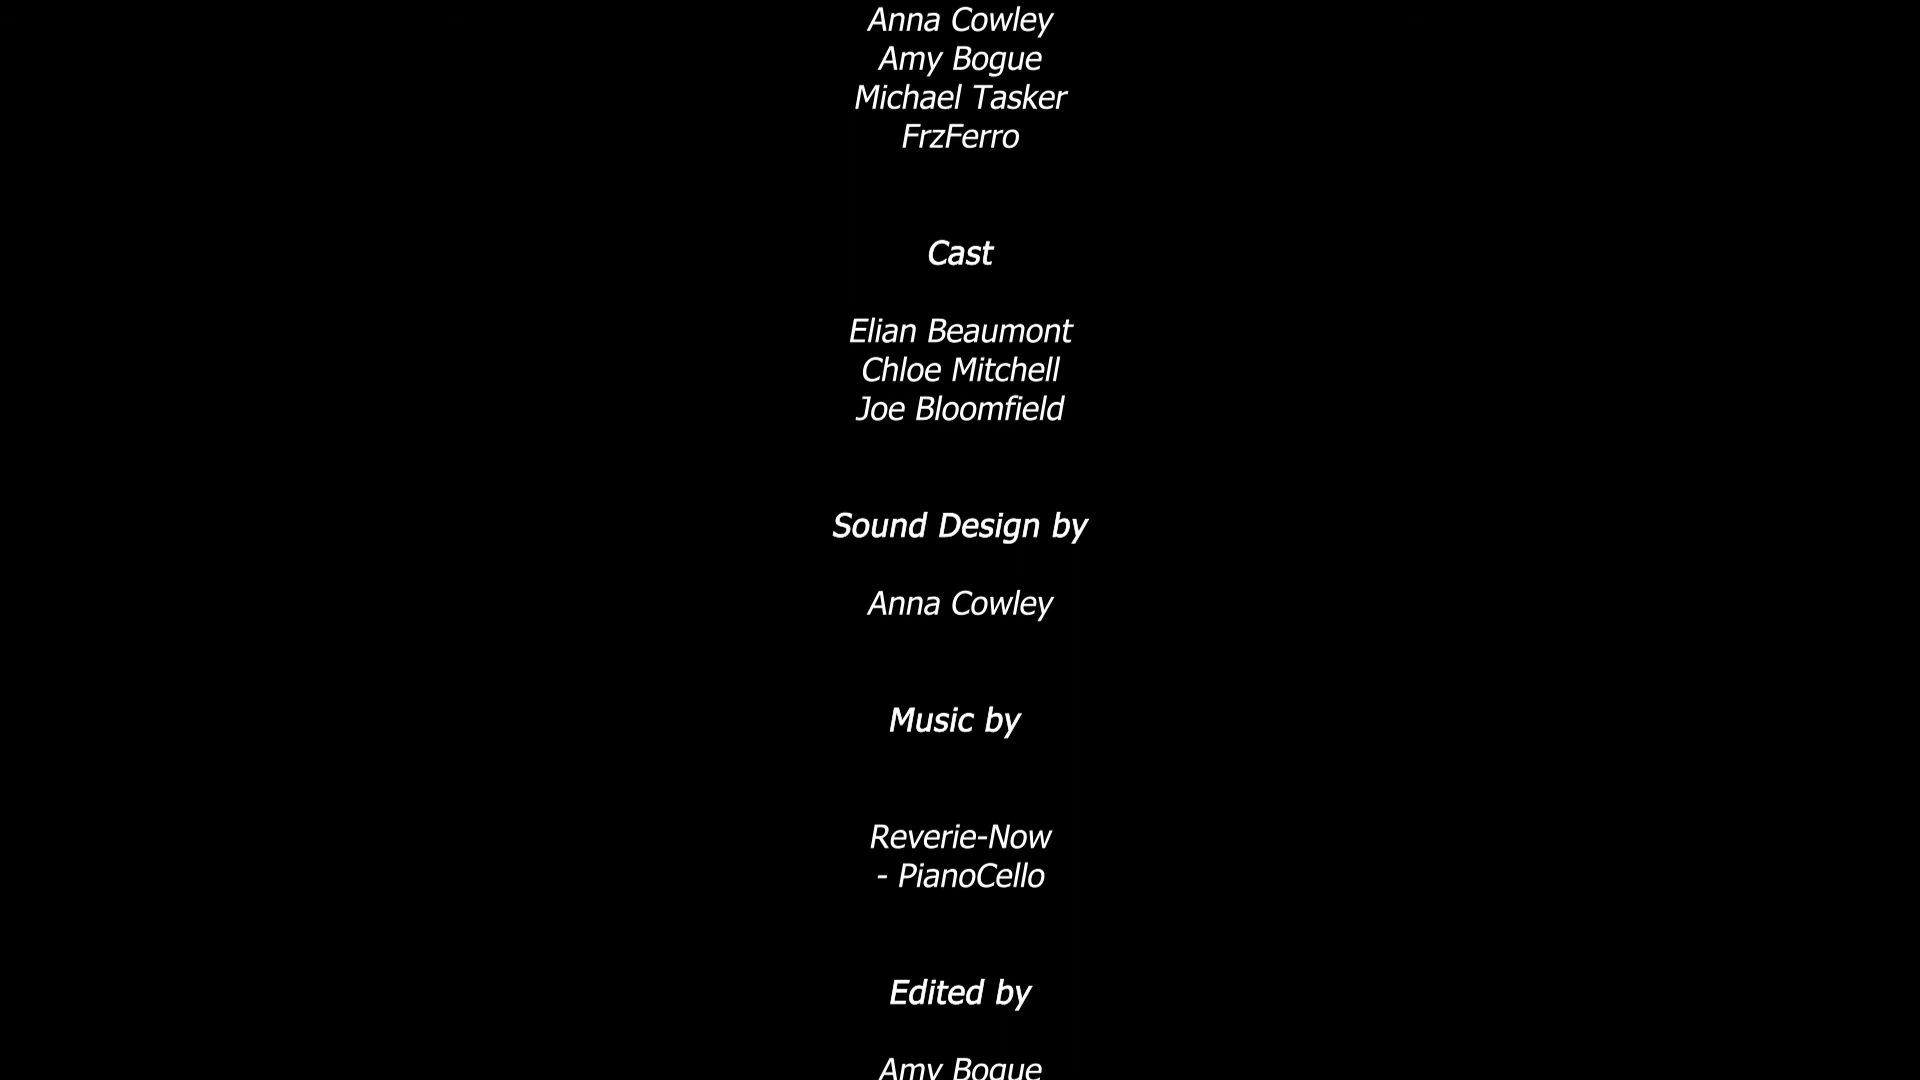 Anna Cowley
Amy Bogue
Michael Tasker
FrzFerro
Cast
Elian Beaumont
Chloe Mitchell
Joe Bloomfield
Sound Design by
Anna Cowley
Music by
Reverie-Now
- PianoCello
Edited by
Amy Bogue